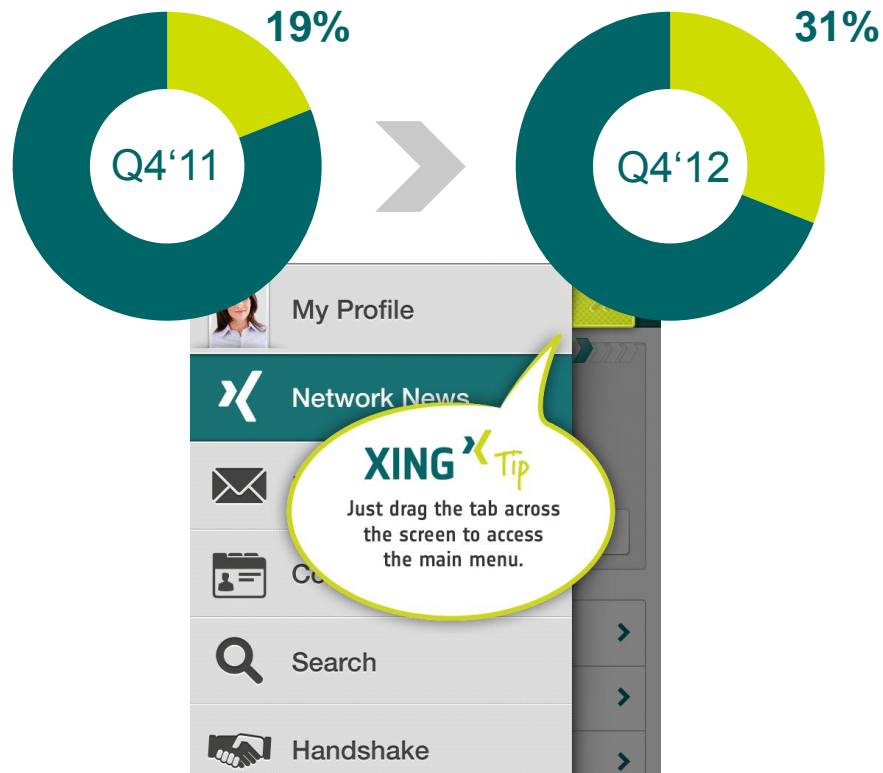 19%
31%
Q4‘11
Q4‘12
My Profile
Network News
XING Tip
Just drag the tab across
the screen to access
the main menu.
Search
Handshake